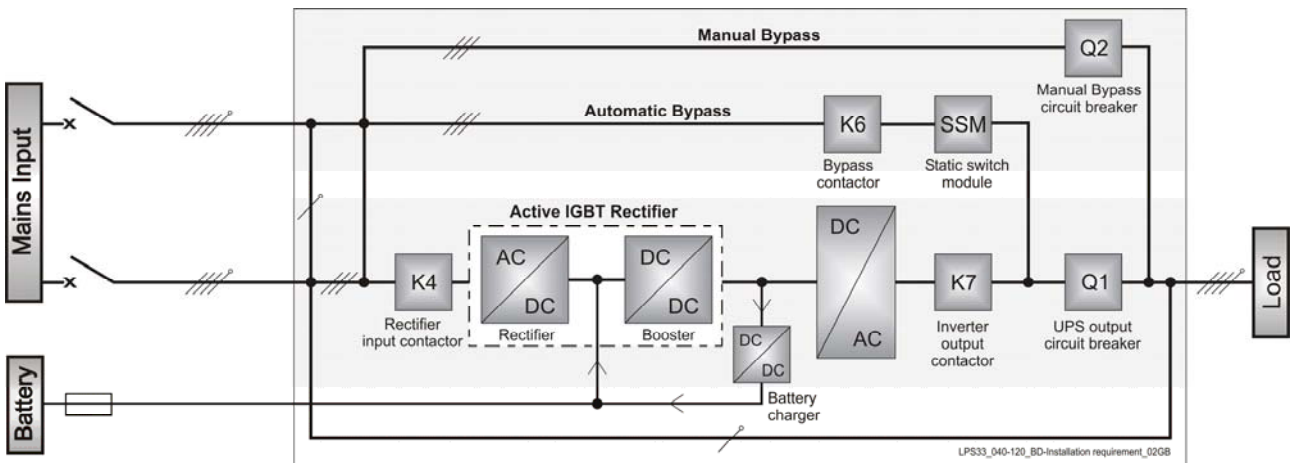 Manual Bypass
Q2
Manual Bypass
circuit breaker
Mains Input
Automatic Bypass
K6
Bypass
contactor
SSM
Static switch
module
Active IGBT Rectifier
K4
Rectifier
input contactor
AC
DC
Rectifier
DC
DC
Booster
DC
AC
K7
Inverter
output
contactor
Q1
UPS output
circuit breaker
Load
DC
DC
Battery
charger
Battery
LPS33_040-120_BD-Installation requirement_02GB